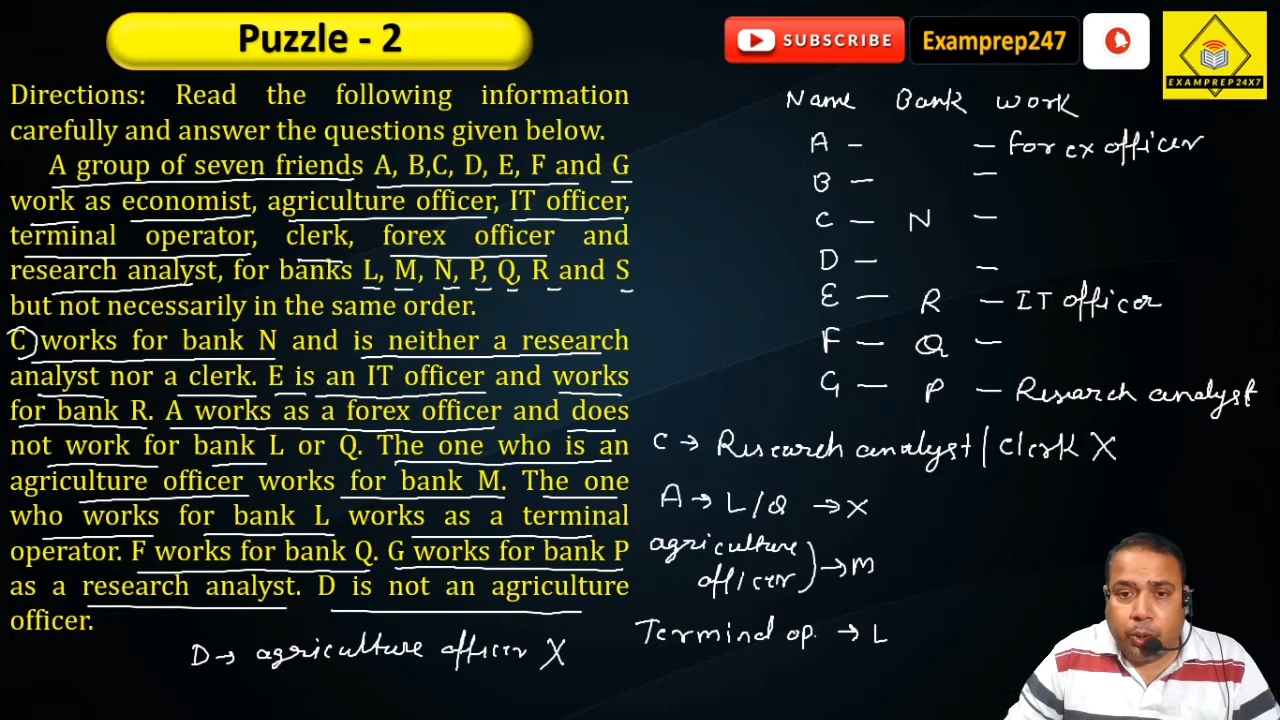 Puzzle - 2
SUBSCRIBE
Examprep247
EXAMPREP24X7
Directions: Read the following information
carefully and answer the questions given below.
A group of seven friends A, B,C, D, E, F and G
work as economist, agriculture officer, IT officer,
terminal operator, clerk, forex officer and
research analyst, for banks L, M, N, P, Q, R and S
but not necessarily in the same order.
C works for bank N and is neither a research
analyst nor a clerk. E is an IT officer and works
for bank R. A works as a forex officer and does
not work for bank L or Q. The one who is an
agriculture officer works for bank M. The one
who works for bank L works as a terminal
operator. F works for bank Q. G works for bank P
as a research analyst. D is not an agriculture
officer.
D → agriculture officer X
Name Bank Work
A - - Forex officer
B - -
C - N -
D - -
E - R - IT officer
F - Q -
G - P - Research analyst
C → Research analyst / Clerk X
A → L/Q → X
agriculture
officer ) → M
Terminal op. → L